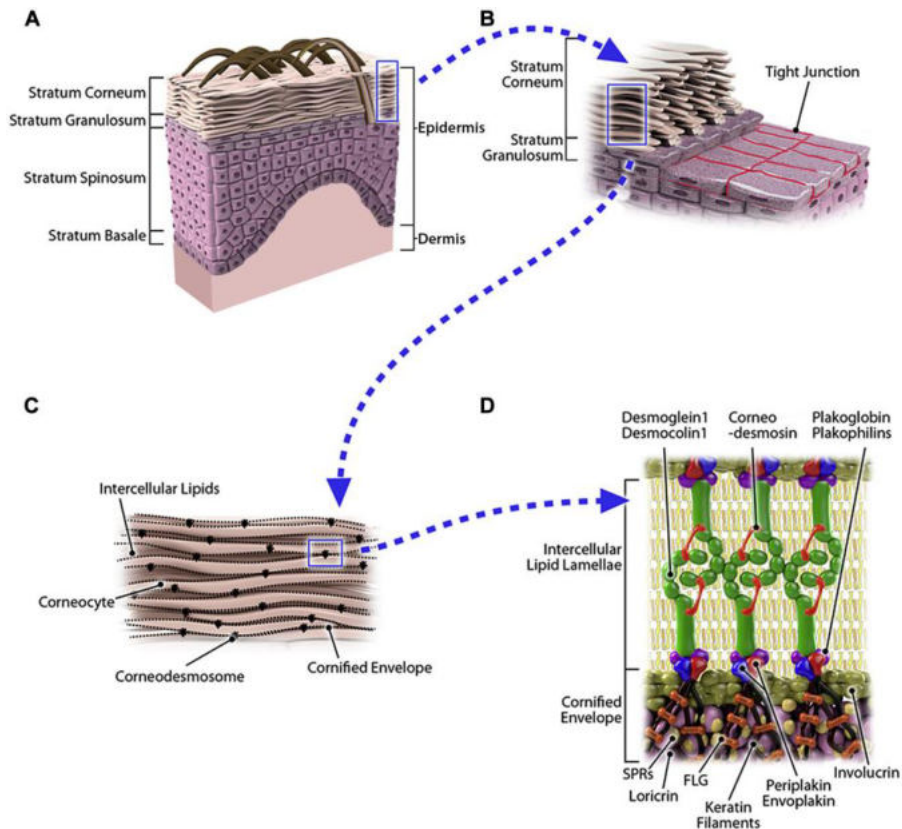 A
Stratum Corneum
Stratum Granulosum
Stratum Spinosum
Stratum Basale
Epidermis
Dermis
B
Stratum
Corneum
Stratum
Granulosum
Tight Junction
C
Intercellular Lipids
Corneocyte
Corneodesmosome
Cornified Envelope
D
Desmoglein1
Desmocolin1
Corneo
-desmosin
Plakoglobin
Plakophilins
Intercellular
Lipid Lamellae
Cornified
Envelope
SPRs
Loricrin
FLG
Keratin
Filaments
Periplakin
Envoplakin
Involucrin